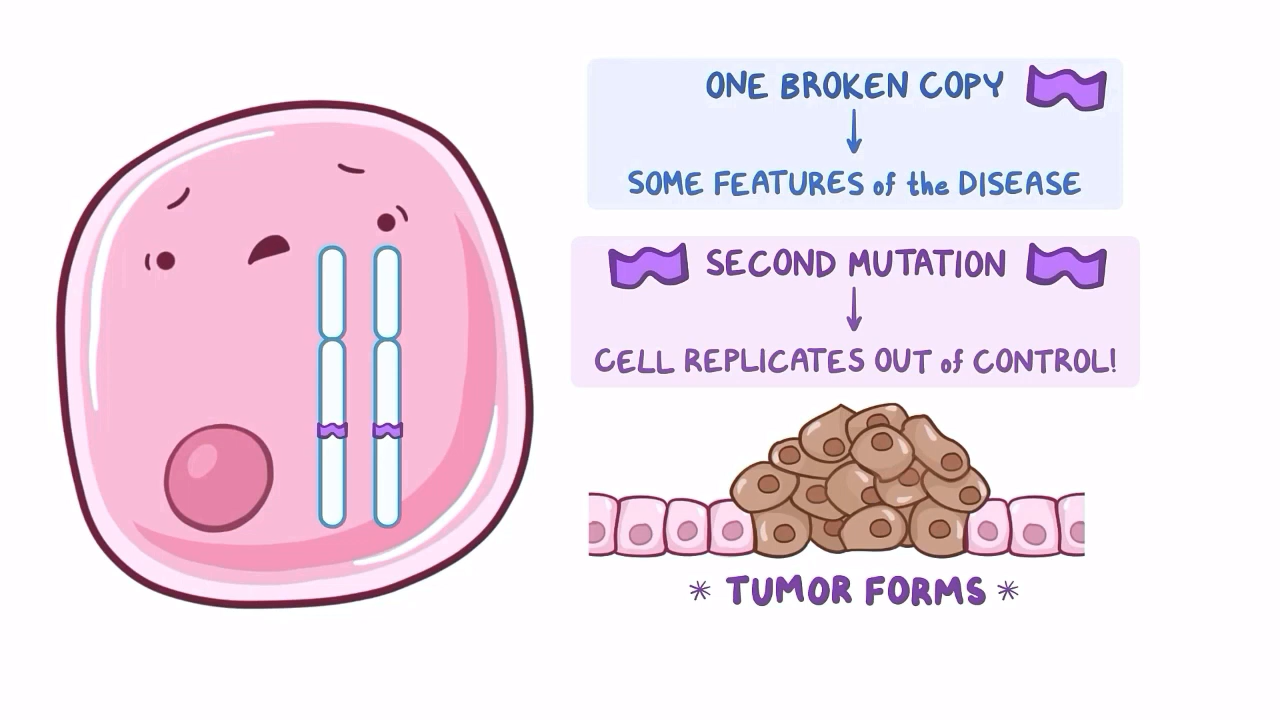 ONE BROKEN COPY
SOME FEATURES of the DISEASE
SECOND MUTATION
CELL REPLICATES OUT of CONTROL!
* TUMOR FORMS *